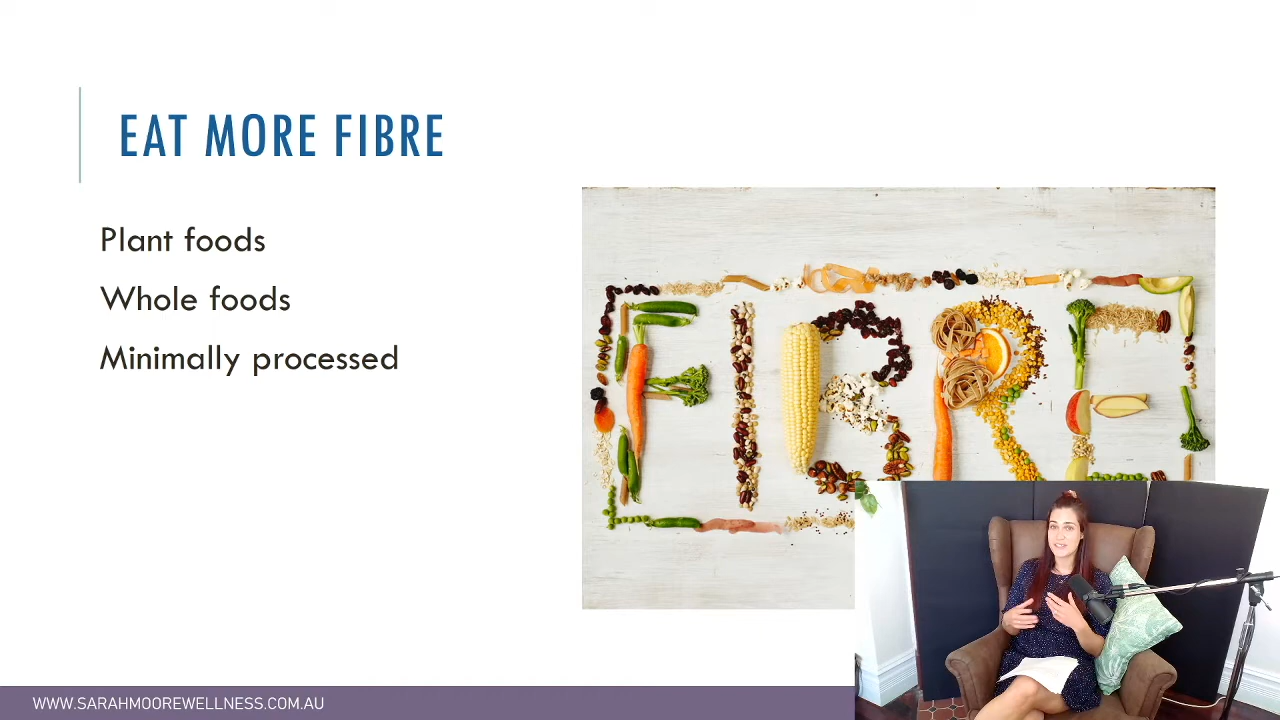 EAT MORE FIBRE
Plant foods
Whole foods
Minimally processed
FIBRE
WWW.SARAHMOOREWELLNESS.COM.AU